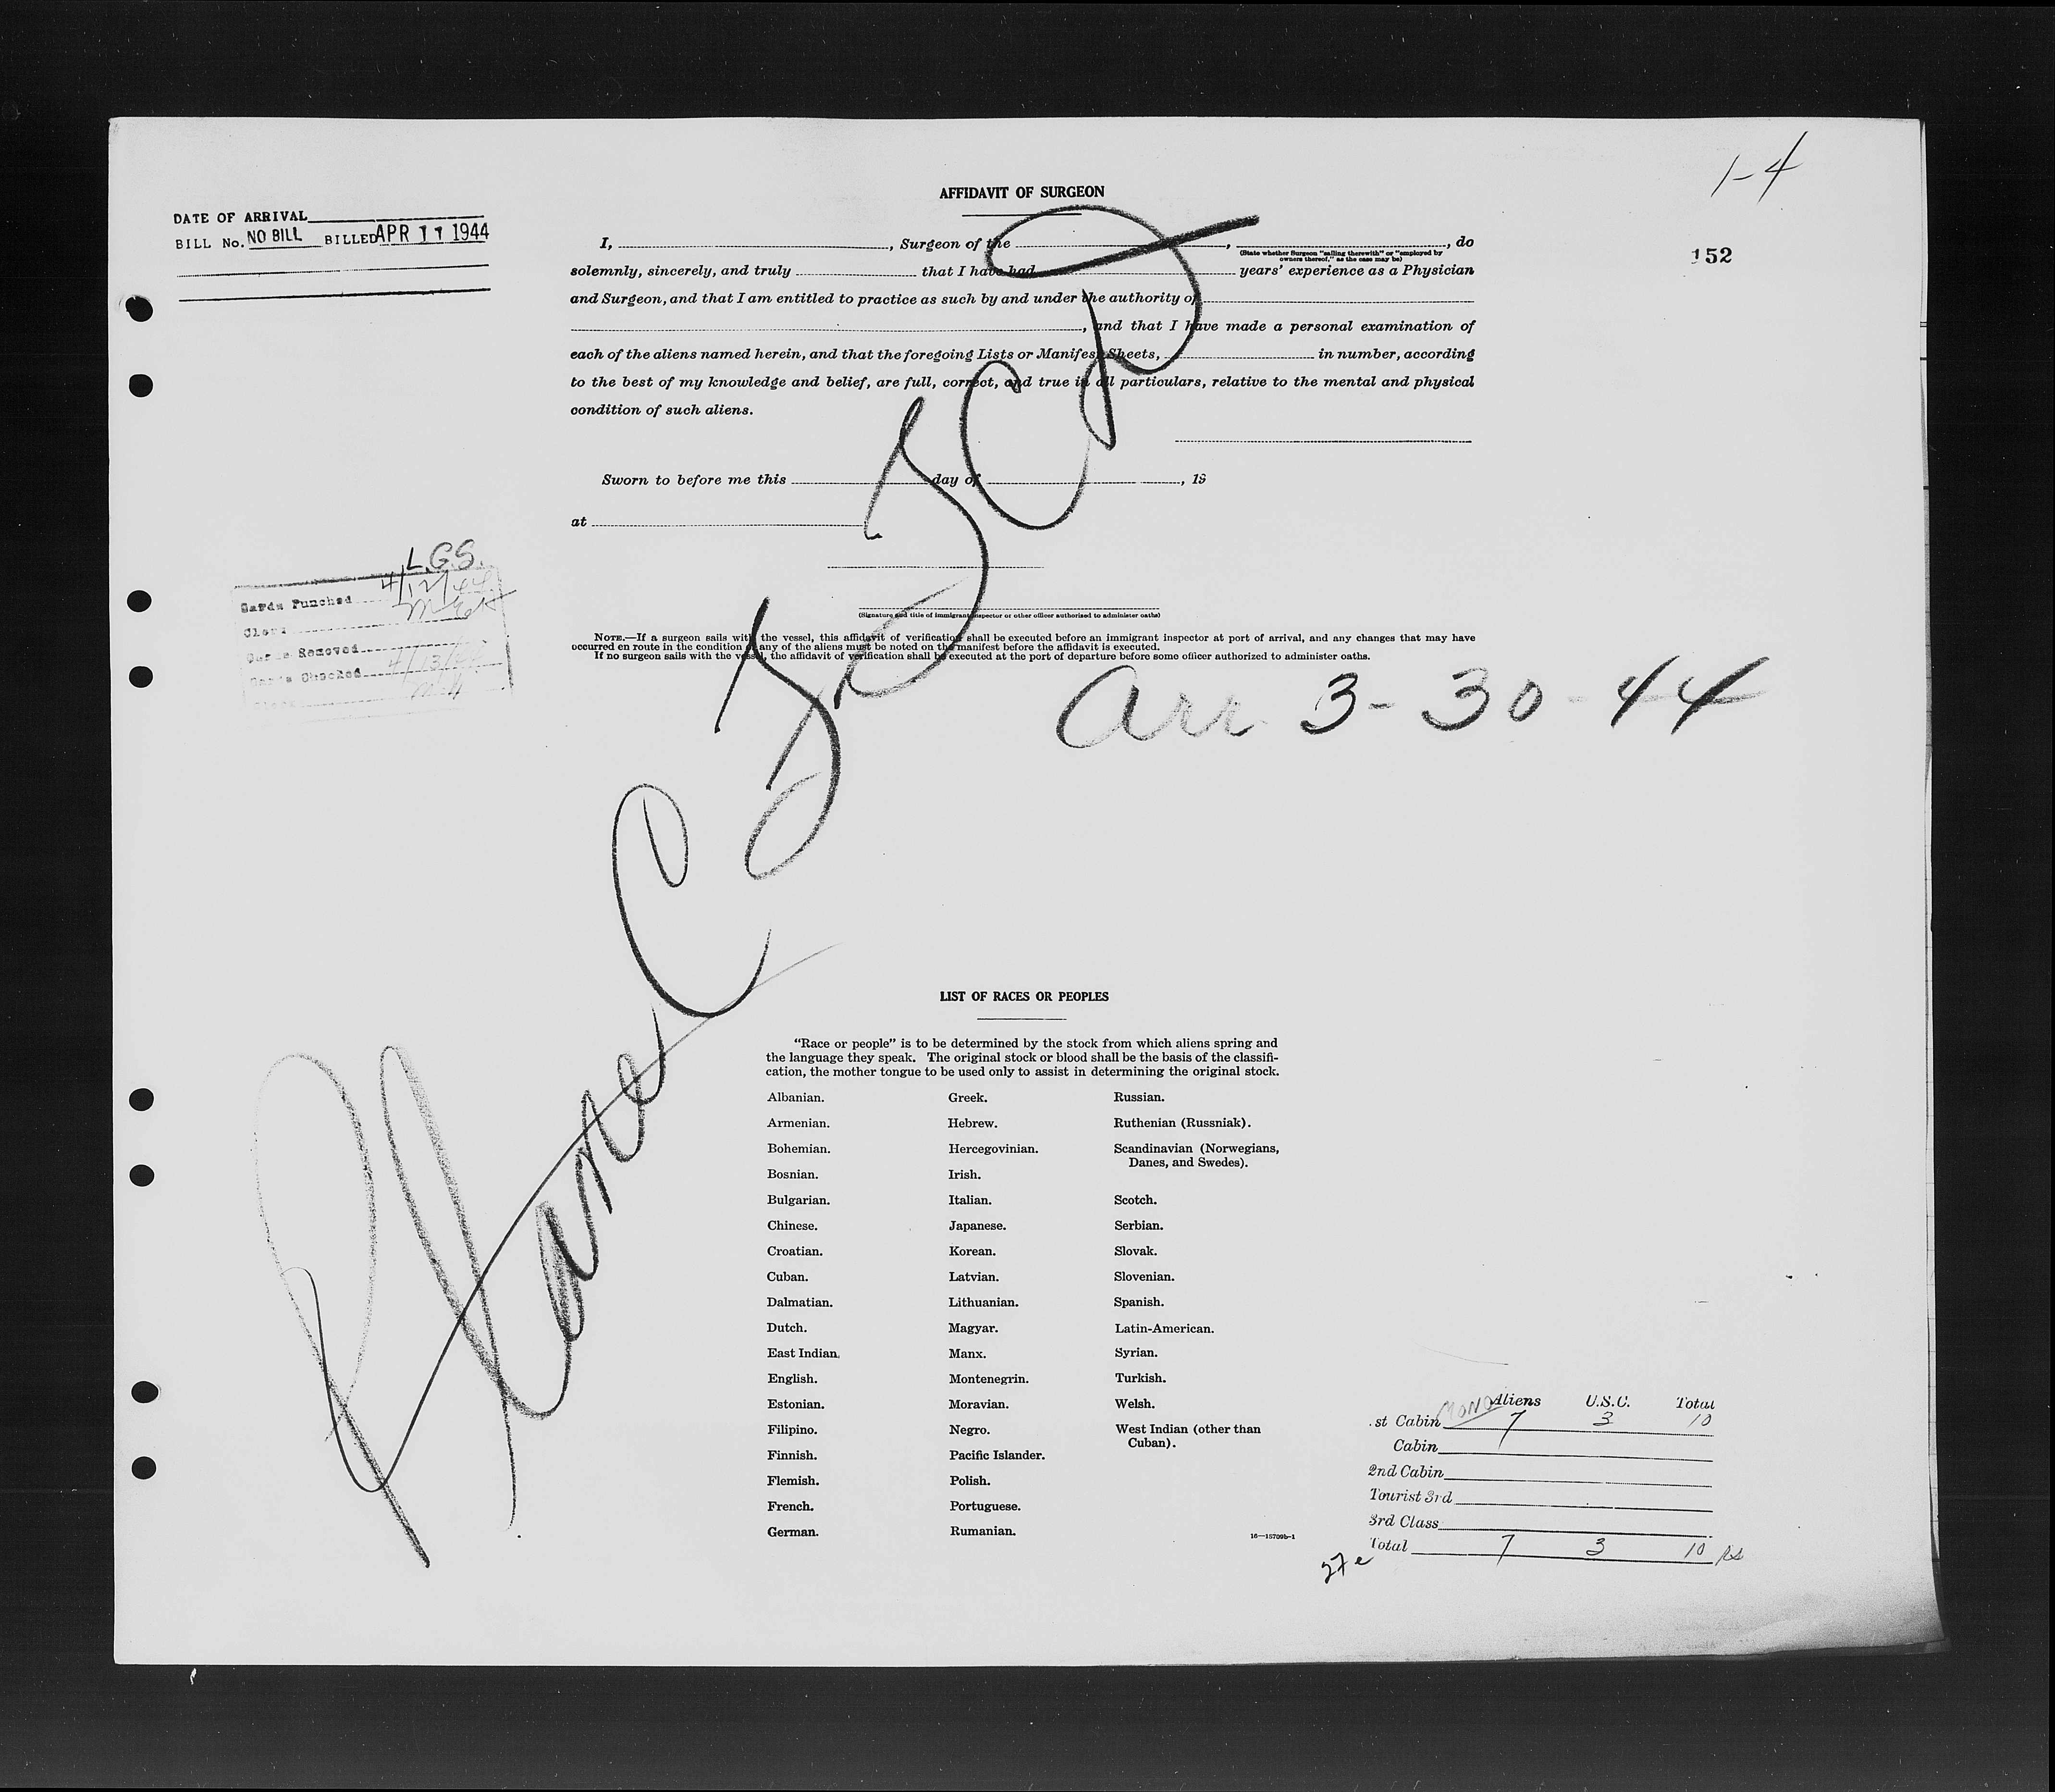 1-4
AFFIDAVIT OF SURGEON
DATE OF ARRIVAL
BILL No. NO BILL BILLED APR 11 1944
152
I, , Surgeon of the , , do
(State whether Surgeon "sailing therewith" or "employed by owners thereof," as the case may be)
solemnly, sincerely, and truly that I have had years' experience as a Physician
and Surgeon, and that I am entitled to practice as such by and under the authority of
, and that I have made a personal examination of
each of the aliens named herein, and that the foregoing Lists or Manifest Sheets, in number, according
to the best of my knowledge and belief, are full, correct, and true in all particulars, relative to the mental and physical
condition of such aliens.
Sworn to before me this day of , 19
at
(Signature and title of immigrant inspector or other officer authorized to administer oaths)
NOTE.—If a surgeon sails with the vessel, this affidavit of verification shall be executed before an immigrant inspector at port of arrival, and any changes that may have
occurred en route in the condition of any of the aliens must be noted on the manifest before the affidavit is executed.
If no surgeon sails with the vessel, the affidavit of verification shall be executed at the port of departure before some officer authorized to administer oaths.
L.G.S.
Cards Punched 4/12/44
Clerk
Cards Removed
Cards Checked 4/13/44
Clerk
Arr 3-30-44
Plane C
LIST OF RACES OR PEOPLES
"Race or people" is to be determined by the stock from which aliens spring and
the language they speak. The original stock or blood shall be the basis of the classifi-
cation, the mother tongue to be used only to assist in determining the original stock.
Albanian. Greek. Russian.
Armenian. Hebrew. Ruthenian (Russniak).
Bohemian. Hercegovinian. Scandinavian (Norwegians,
Danes, and Swedes).
Bosnian. Irish.
Bulgarian. Italian. Scotch.
Chinese. Japanese. Serbian.
Croatian. Korean. Slovak.
Cuban. Latvian. Slovenian.
Dalmatian. Lithuanian. Spanish.
Dutch. Magyar. Latin-American.
East Indian. Manx. Syrian.
English. Montenegrin. Turkish.
Estonian. Moravian. Welsh.
Filipino. Negro. West Indian (other than
Cuban).
Finnish. Pacific Islander.
Flemish. Polish.
French. Portuguese.
German. Rumanian.
16—15709b-1
Aliens U.S.C. Total
st Cabin 7 3 10
Cabin
2nd Cabin
Tourist 3rd
3rd Class
Total 7 3 10
27 e